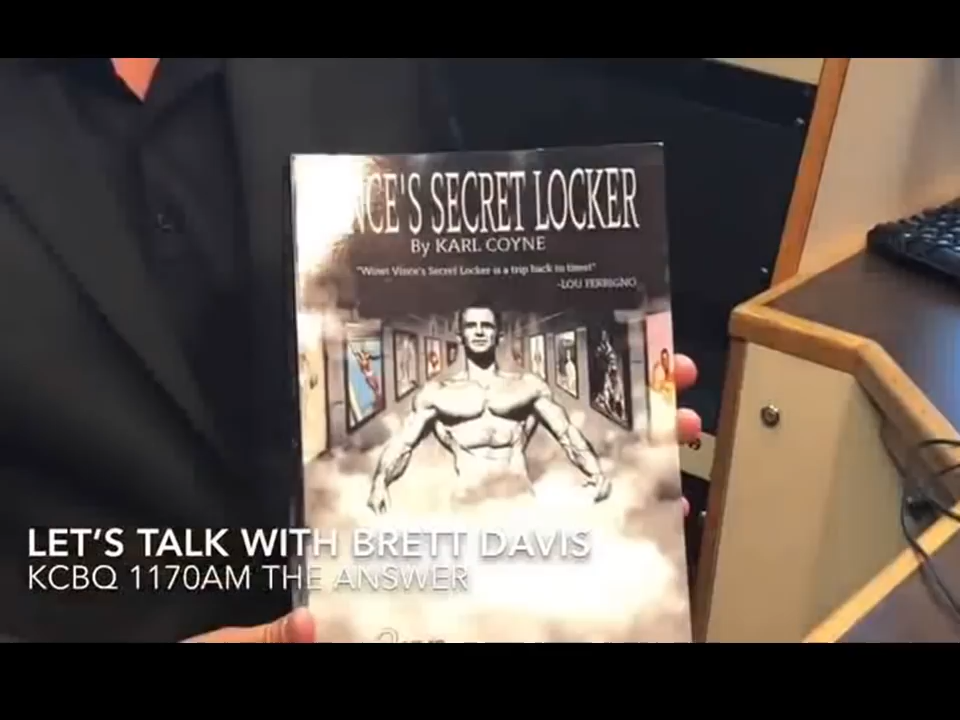 NCE'S SECRET LOCKER
By KARL COYNE
"Wow! Vince's Secret Locker is a trip back in time!"
-LOU FERRIGNO
LET'S TALK WITH BRETT DAVIS
KCBQ 1170AM THE ANSWER